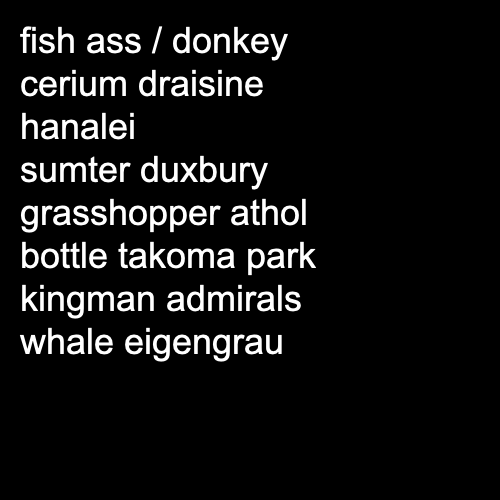 fish ass / donkey
cerium draisine
hanalei
sumter duxbury
grasshopper athol
bottle takoma park
kingman admirals
whale eigengrau